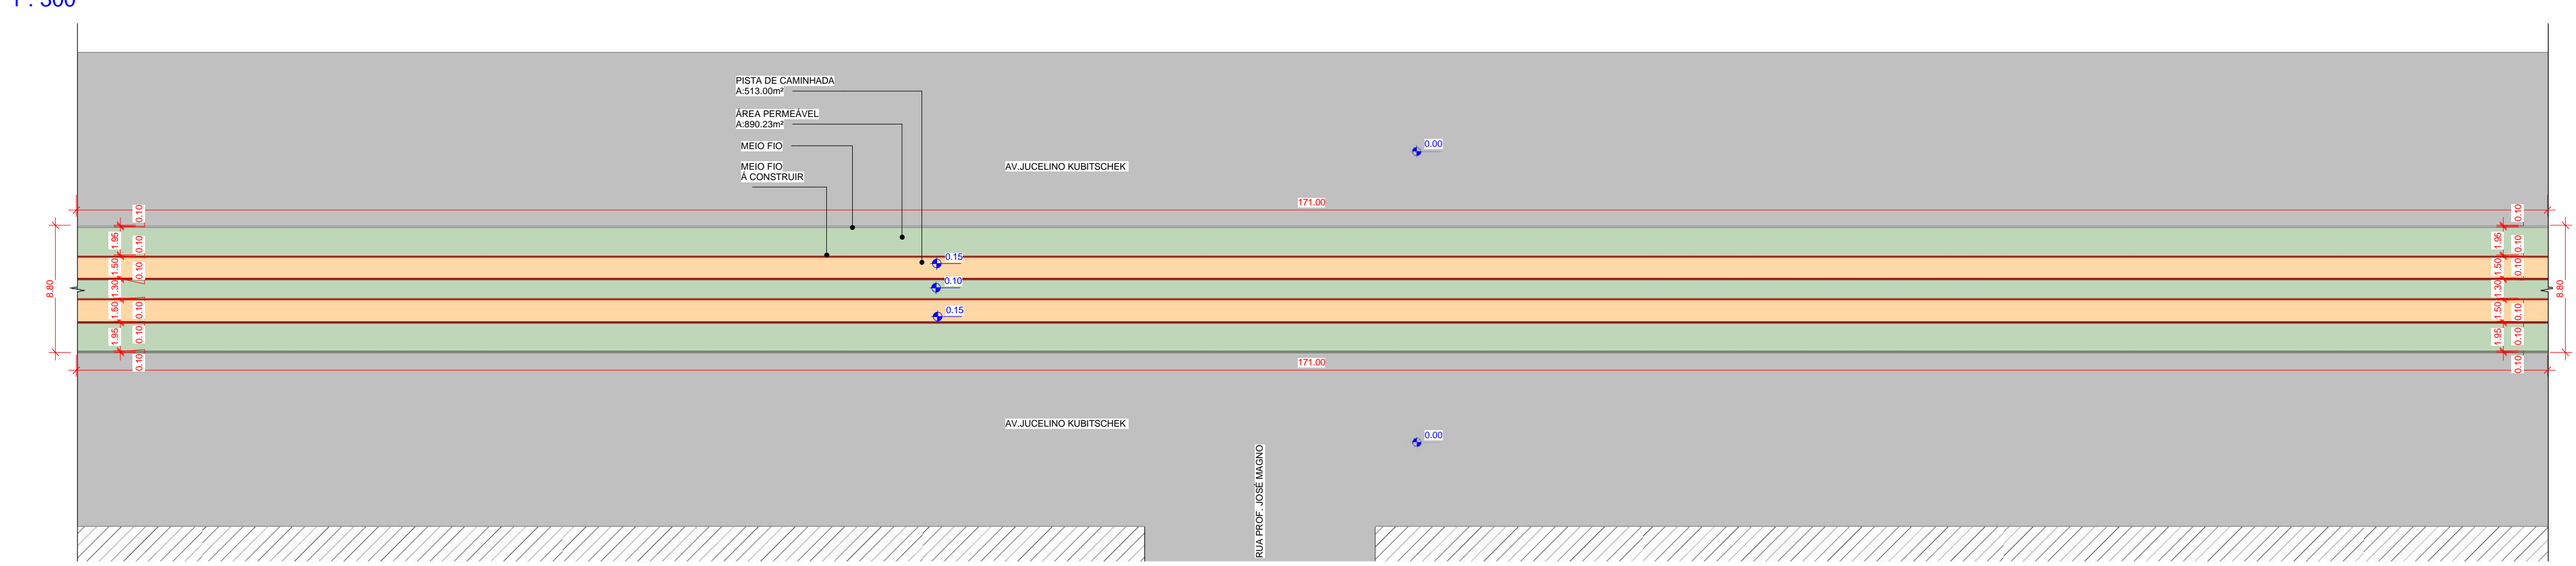 1 : 300
PISTA DE CAMINHADA
A:513.00m²
ÁREA PERMEÁVEL
A:890.23m²
MEIO FIO
MEIO FIO
Á CONSTRUIR
AV.JUCELINO KUBITSCHEK
0.00
171.00
0.10
1.95
0.10
1.50
0.10
1.30
0.10
1.50
0.10
1.95
0.10
8.80
0.15
0.10
0.15
0.10
1.95
0.10
1.50
0.10
1.30
1.50
0.10
1.95
0.10
0.10
8.80
171.00
AV.JUCELINO KUBITSCHEK
0.00
RUA PROF. JOSÉ MAGNO